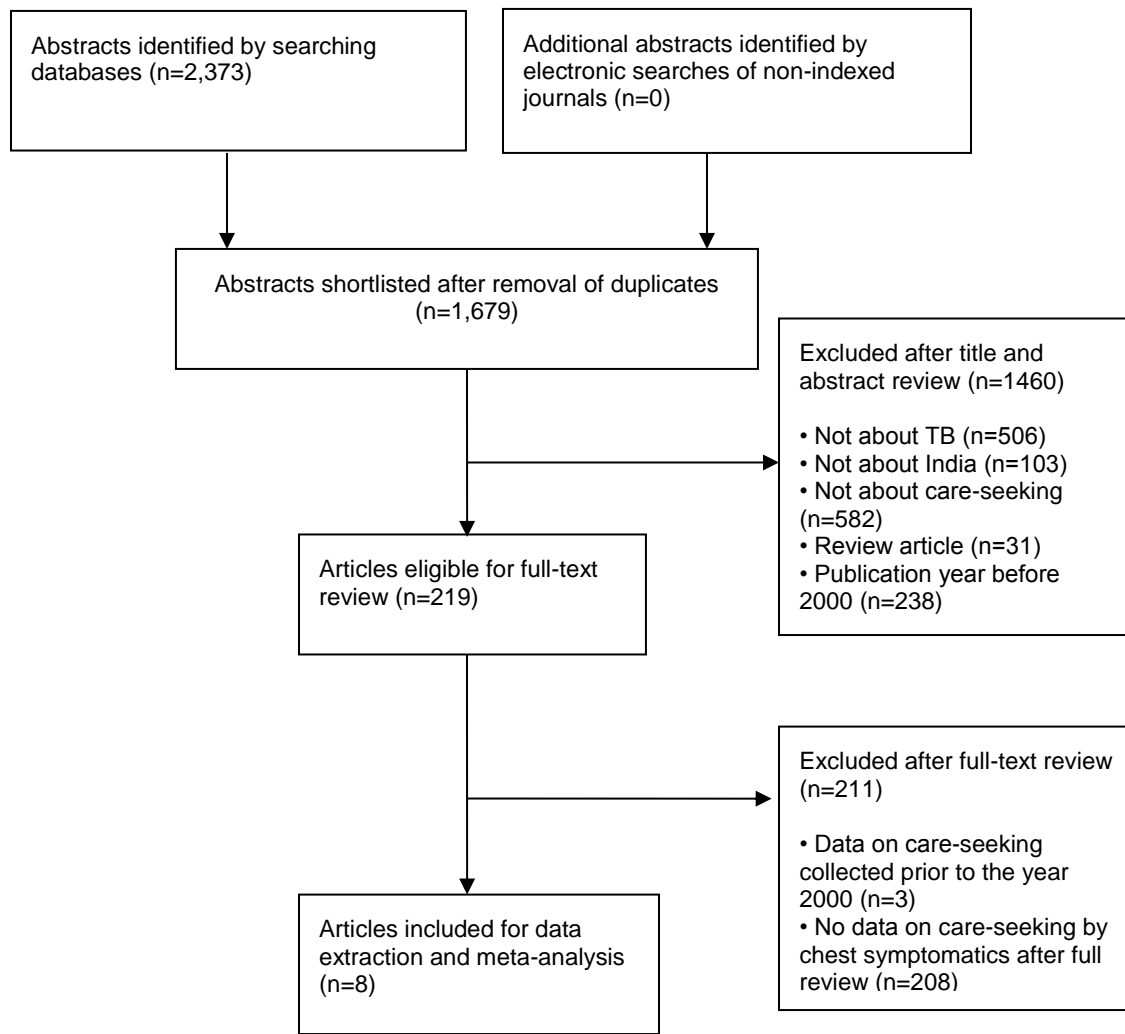 Abstracts identified by searching
databases (n=2,373)
Additional abstracts identified by
electronic searches of non-indexed
journals (n=0)
Abstracts shortlisted after removal of duplicates
(n=1,679)
Excluded after title and
abstract review (n=1460)
• Not about TB (n=506)
• Not about India (n=103)
• Not about care-seeking
(n=582)
• Review article (n=31)
• Publication year before
2000 (n=238)
Articles eligible for full-text
review (n=219)
Excluded after full-text review
(n=211)
• Data on care-seeking
collected prior to the year
2000 (n=3)
• No data on care-seeking by
chest symptomatics after full
review (n=208)
Articles included for data
extraction and meta-analysis
(n=8)